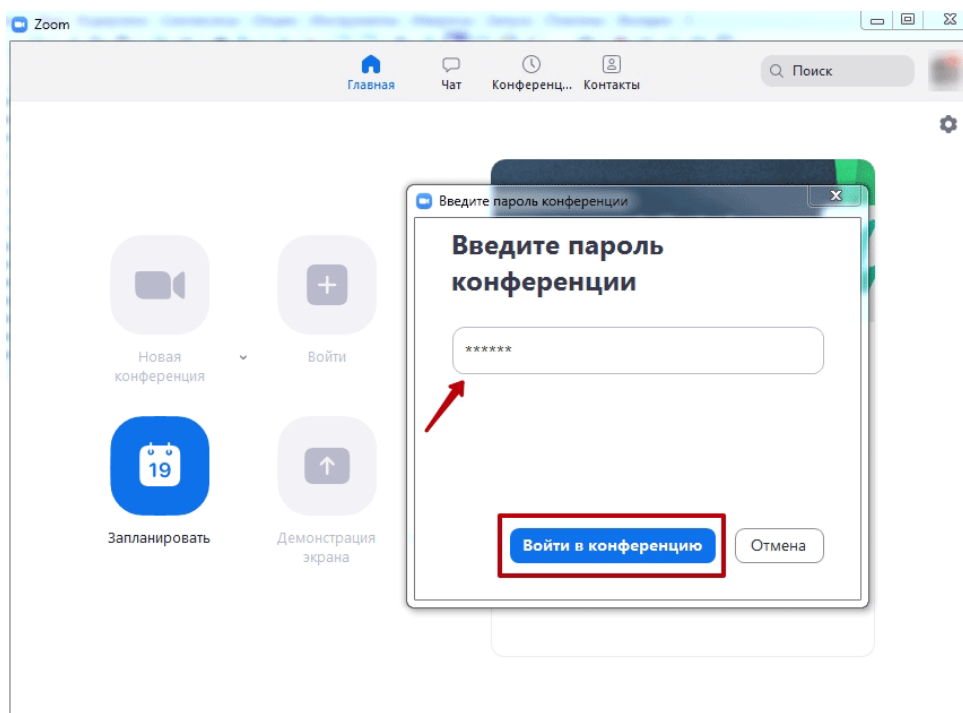 Zoom
Главная
Чат
Конференц...
Контакты
Поиск
Введите пароль конференции
Введите пароль
конференции
******
Войти в конференцию
Отмена
Новая
конференция
Войти
19
Запланировать
Демонстрация
экрана